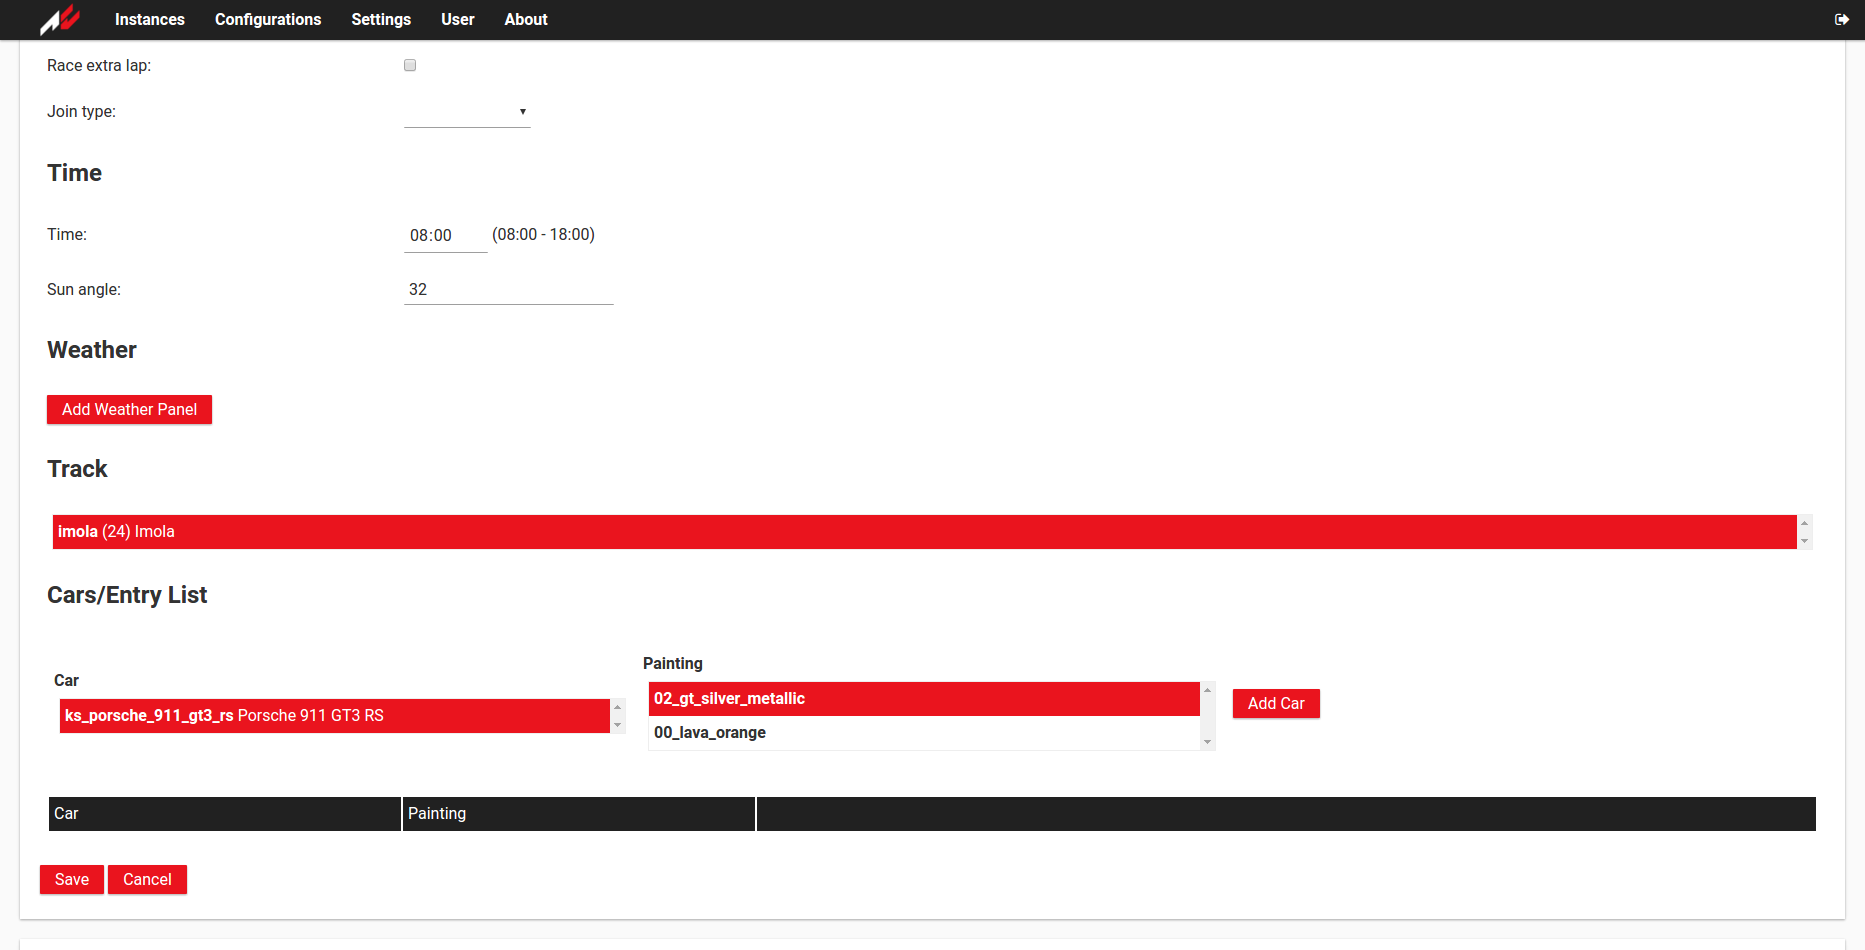 Instances Configurations Settings User About
Race extra lap:
Join type:
Time
Time: 08:00 (08:00 - 18:00)
Sun angle: 32
Weather
Add Weather Panel
Track
imola (24) Imola
Cars/Entry List
Car
ks_porsche_911_gt3_rs Porsche 911 GT3 RS
Painting
02_gt_silver_metallic
00_lava_orange
Add Car
Car Painting
Save Cancel